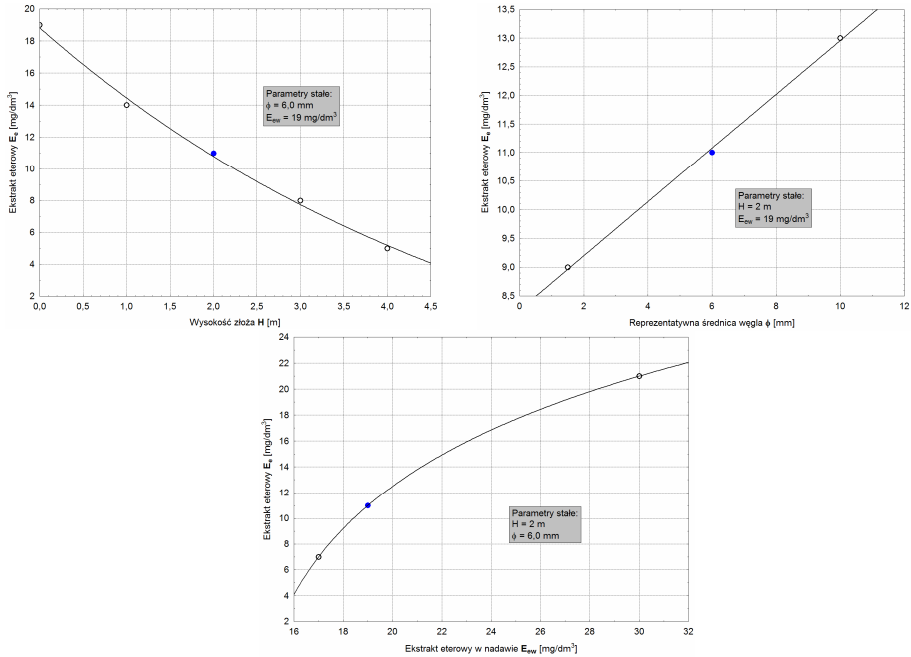 20
18
16
14
12
10
8
6
4
2
0,0 0,5 1,0 1,5 2,0 2,5 3,0 3,5 4,0 4,5
Ekstrakt eterowy Ee [mg/dm³]
Wysokość złoża H [m]
Parametry stałe:
ϕ = 6,0 mm
Eew = 19 mg/dm³
13,5
13,0
12,5
12,0
11,5
11,0
10,5
10,0
9,5
9,0
8,5
0 2 4 6 8 10 12
Ekstrakt eterowy Ee [mg/dm³]
Reprezentatywna średnica węgla ϕ [mm]
Parametry stałe:
H = 2 m
Eew = 19 mg/dm³
24
22
20
18
16
14
12
10
8
6
4
2
16 18 20 22 24 26 28 30 32
Ekstrakt eterowy Ee [mg/dm³]
Ekstrakt eterowy w nadawie Eew [mg/dm³]
Parametry stałe:
H = 2 m
ϕ = 6,0 mm